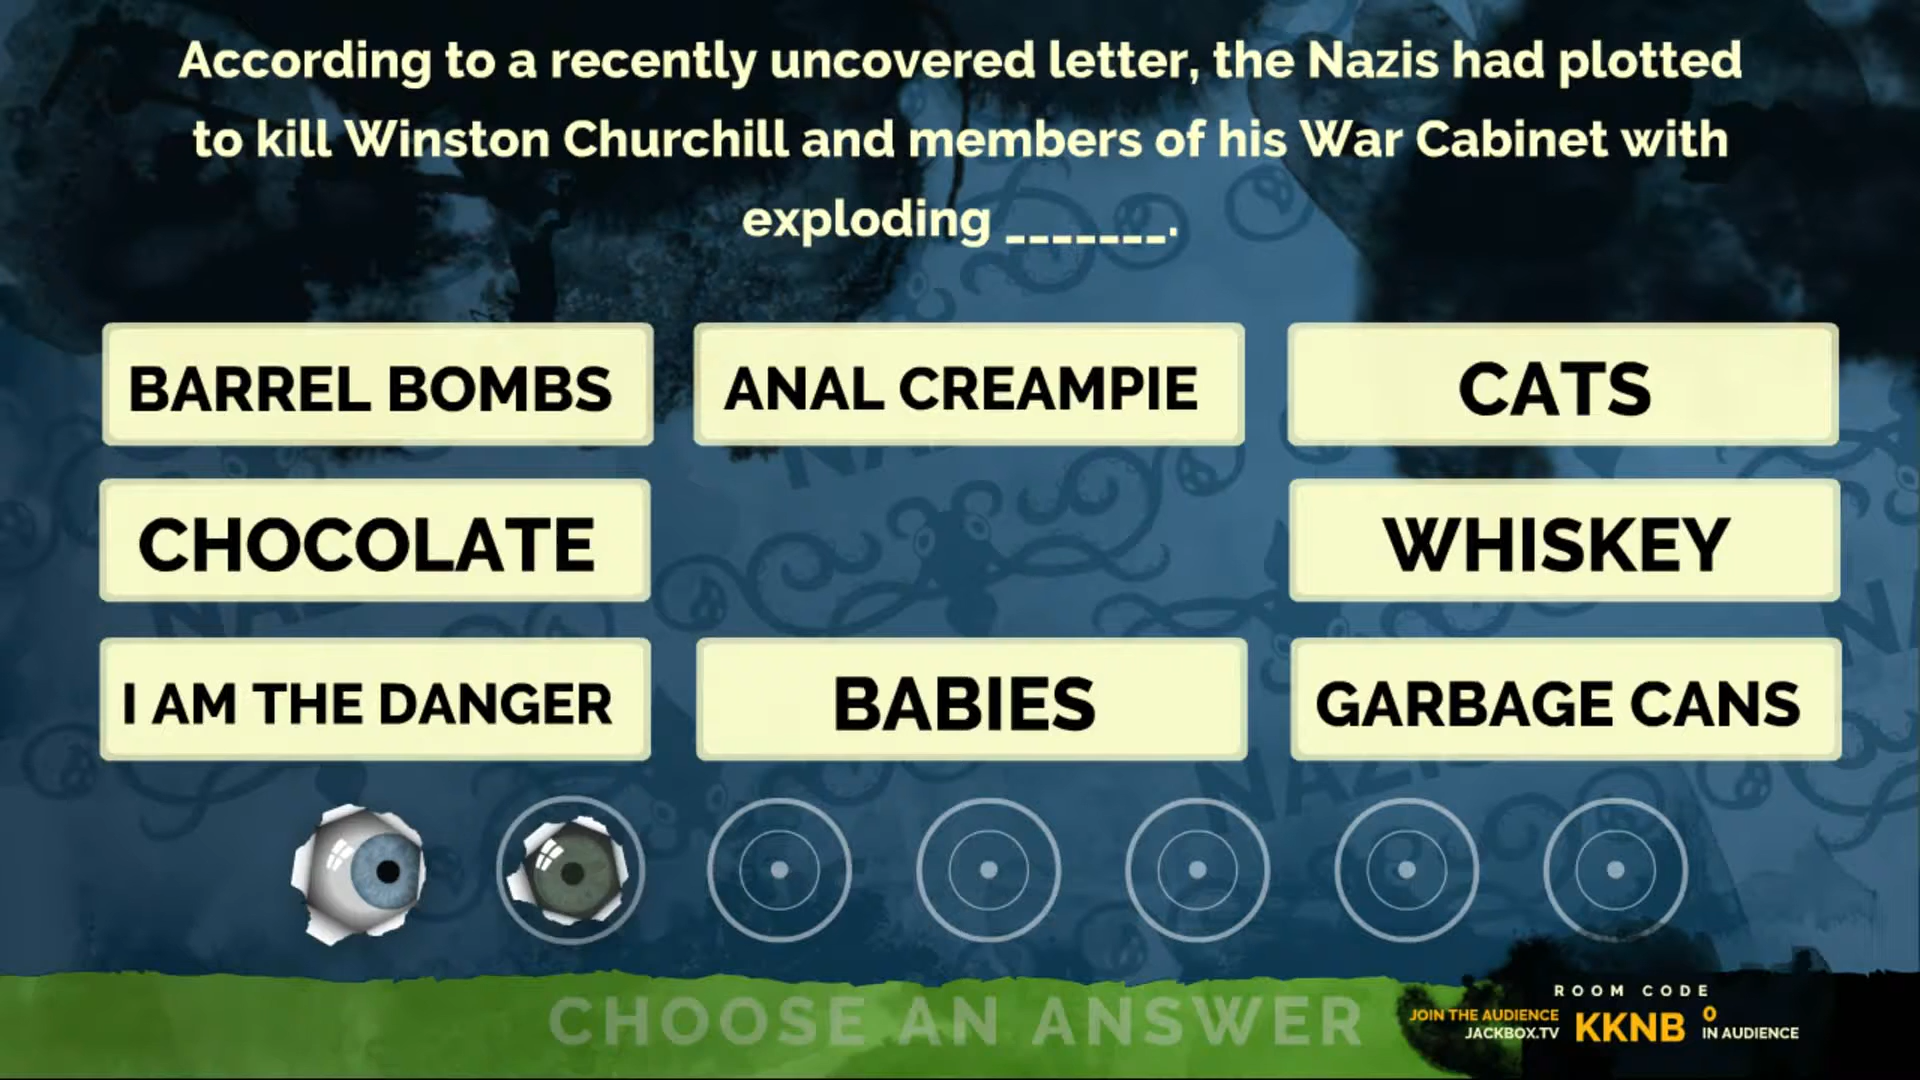 According to a recently uncovered letter, the Nazis had plotted
to kill Winston Churchill and members of his War Cabinet with
exploding _______.
BARREL BOMBS
ANAL CREAMPIE
CATS
CHOCOLATE
WHISKEY
I AM THE DANGER
BABIES
GARBAGE CANS
CHOOSE AN ANSWER
ROOM CODE
JOIN THE AUDIENCE
JACKBOX.TV
KKNB
0
IN AUDIENCE